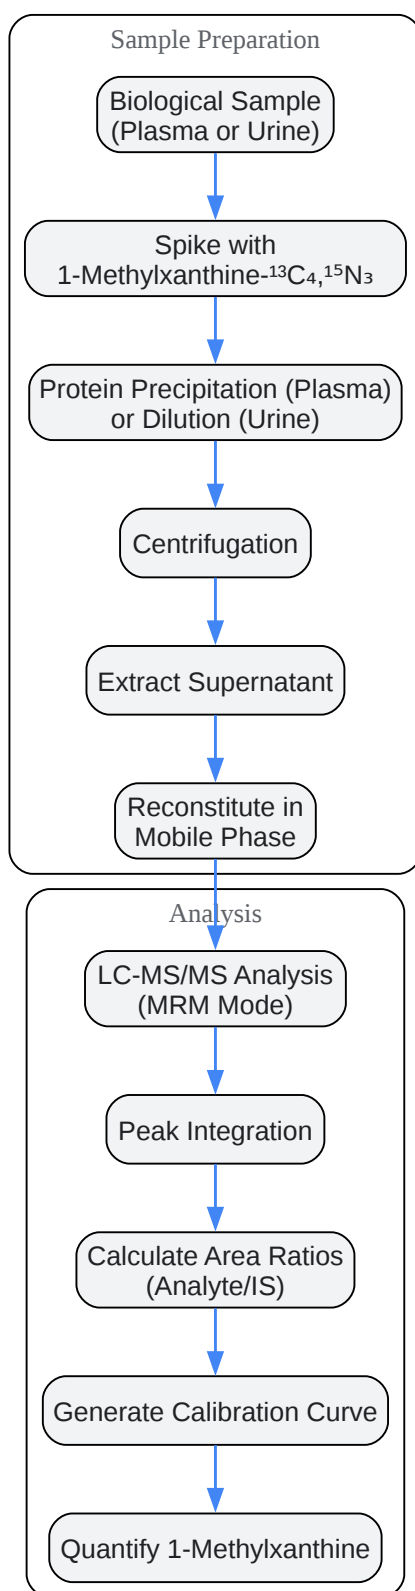 Sample Preparation
Biological Sample
(Plasma or Urine)
Spike with
1-Methylxanthine-¹³C₄,¹⁵N₃
Protein Precipitation (Plasma)
or Dilution (Urine)
Centrifugation
Extract Supernatant
Reconstitute in
Mobile Phase
Analysis
LC-MS/MS Analysis
(MRM Mode)
Peak Integration
Calculate Area Ratios
(Analyte/IS)
Generate Calibration Curve
Quantify 1-Methylxanthine